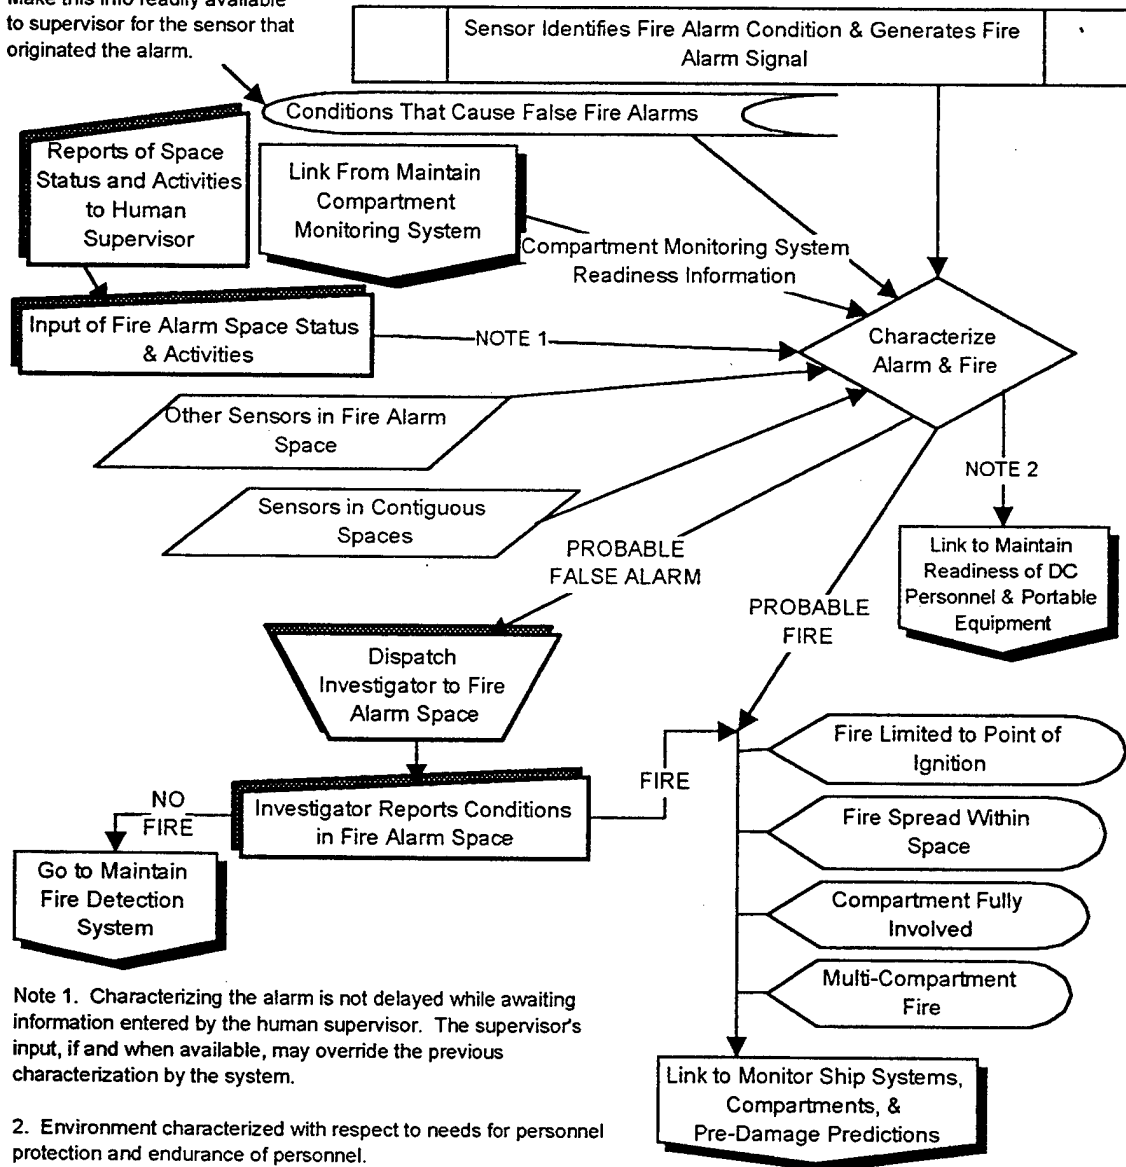 Make this info readily available
to supervisor for the sensor that
originated the alarm.
Sensor Identifies Fire Alarm Condition & Generates Fire
Alarm Signal
Conditions That Cause False Fire Alarms
Reports of Space
Status and Activities
to Human
Supervisor
Link From Maintain
Compartment
Monitoring System
Compartment Monitoring System
Readiness Information
Input of Fire Alarm Space Status
& Activities
NOTE 1
Characterize
Alarm & Fire
Other Sensors in Fire Alarm
Space
Sensors in Contiguous
Spaces
NOTE 2
PROBABLE
FALSE ALARM
PROBABLE
FIRE
Link to Maintain
Readiness of DC
Personnel & Portable
Equipment
Dispatch
Investigator to Fire
Alarm Space
Investigator Reports Conditions
in Fire Alarm Space
NO
FIRE
FIRE
Go to Maintain
Fire Detection
System
Fire Limited to Point of
Ignition
Fire Spread Within
Space
Compartment Fully
Involved
Multi-Compartment
Fire
Link to Monitor Ship Systems,
Compartments, &
Pre-Damage Predictions
Note 1. Characterizing the alarm is not delayed while awaiting
information entered by the human supervisor. The supervisor's
input, if and when available, may override the previous
characterization by the system.
2. Environment characterized with respect to needs for personnel
protection and endurance of personnel.